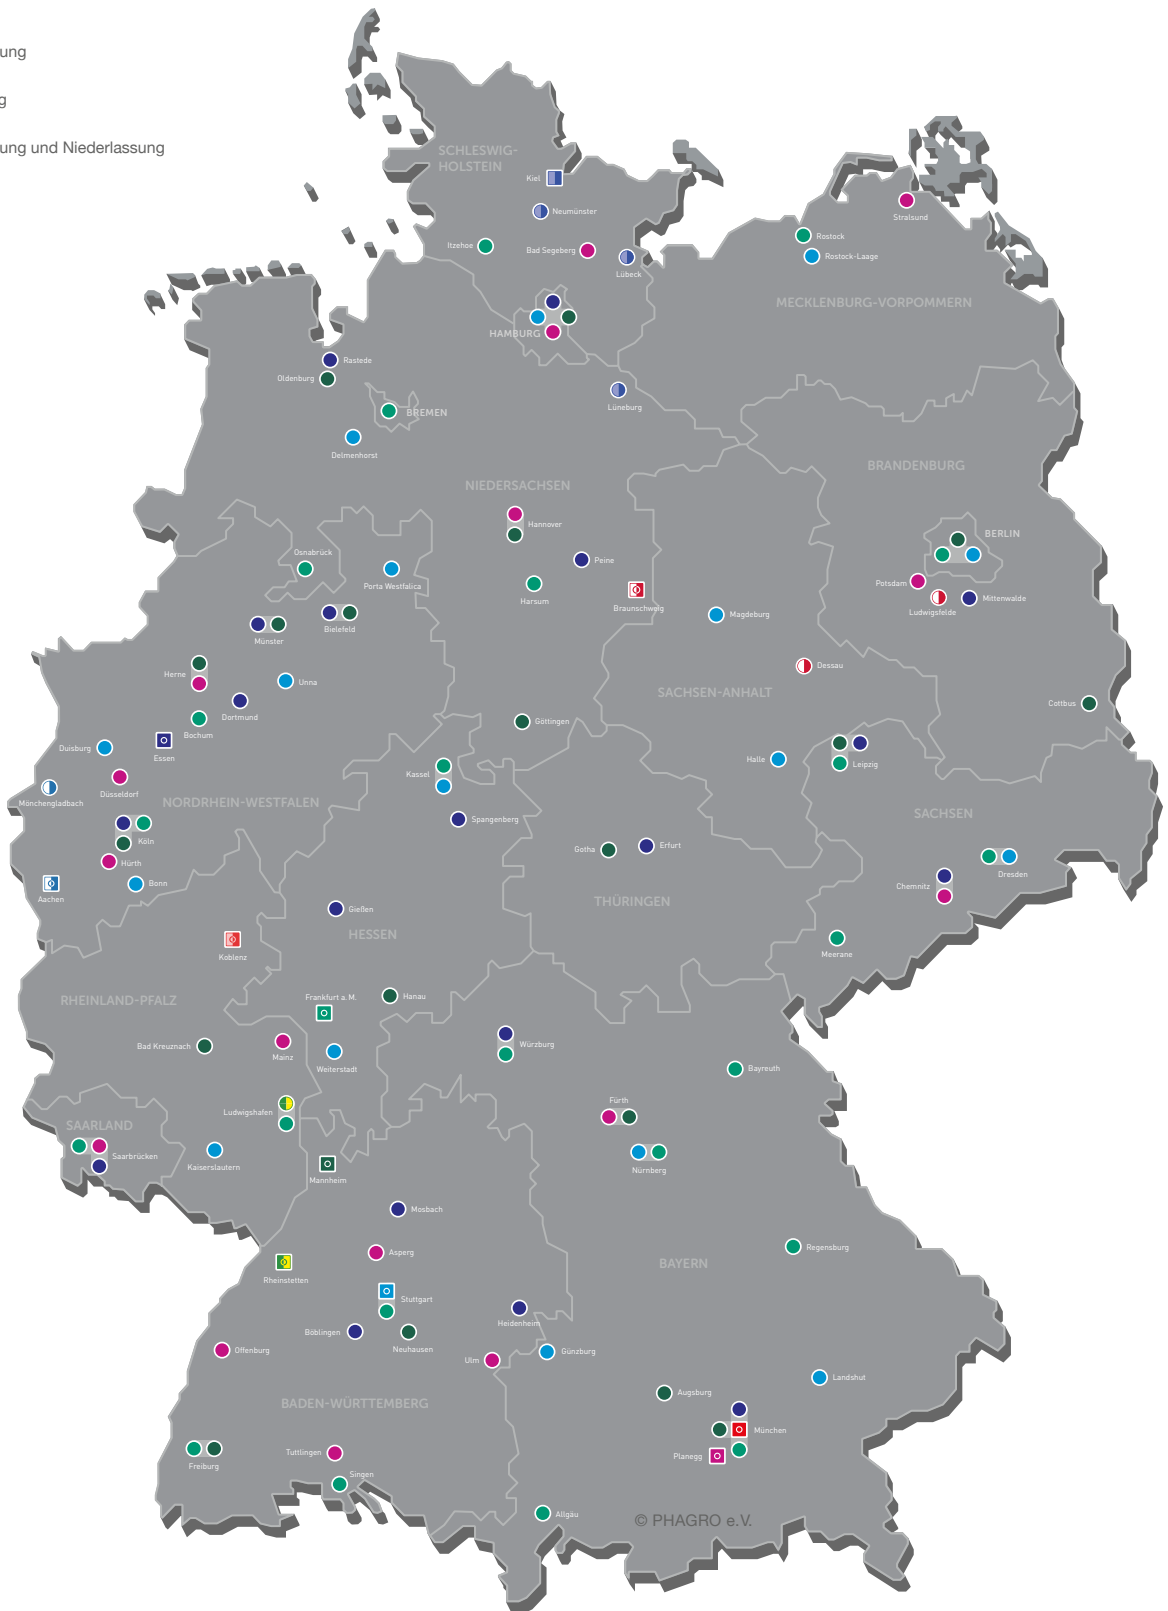 ung
g
ung und Niederlassung
SCHLESWIG-
HOLSTEIN
Kiel
Neumünster
Stralsund
Itzehoe
Bad Segeberg
Lübeck
Rostock
Rostock-Laage
MECKLENBURG-VORPOMMERN
HAMBURG
Rastede
Oldenburg
Lüneburg
BREMEN
Delmenhorst
BRANDENBURG
NIEDERSACHSEN
Hannover
BERLIN
Osnabrück
Peine
Porta Westfalica
Harsum
Braunschweig
Potsdam
Ludwigsfelde
Mittenwalde
Magdeburg
Bielefeld
Münster
Herne
Unna
Dessau
SACHSEN-ANHALT
Cottbus
Dortmund
Bochum
Göttingen
Duisburg
Essen
Halle
Leipzig
Kassel
Düsseldorf
Mönchengladbach
NORDRHEIN-WESTFALEN
Spangenberg
SACHSEN
Köln
Hürth
Gotha
Erfurt
Dresden
Bonn
Aachen
Chemnitz
THÜRINGEN
Gießen
HESSEN
Koblenz
Meerane
RHEINLAND-PFALZ
Frankfurt a. M.
Hanau
Bad Kreuznach
Mainz
Weiterstadt
Würzburg
Bayreuth
Ludwigshafen
Fürth
SAARLAND
Saarbrücken
Kaiserslautern
Mannheim
Nürnberg
Mosbach
Asperg
Regensburg
Rheinstetten
BAYERN
Stuttgart
Böblingen
Neuhausen
Heidenheim
Offenburg
Ulm
Günzburg
Landshut
Augsburg
BADEN-WÜRTTEMBERG
München
Planegg
Freiburg
Tuttlingen
Singen
Allgäu
© PHAGRO e.V.